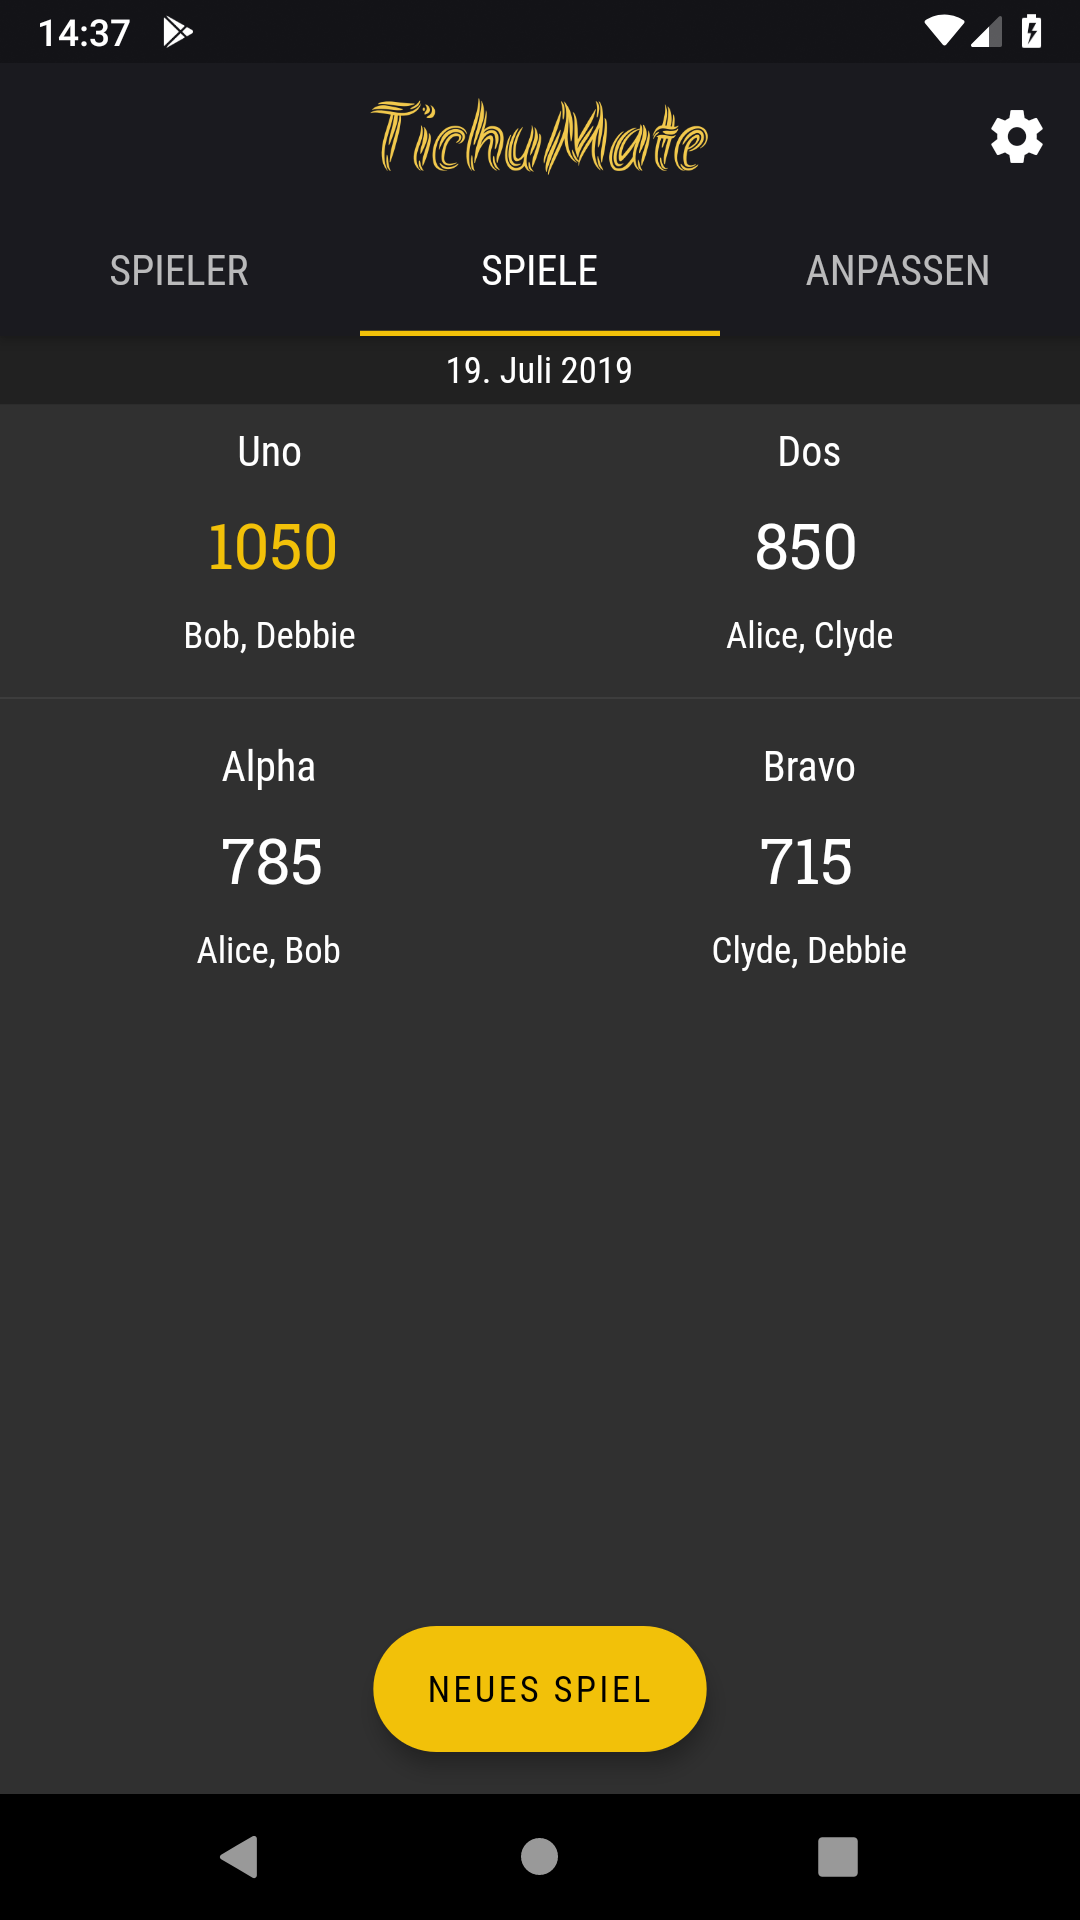 14:37
TichuMate
SPIELER SPIELE ANPASSEN
19. Juli 2019
Uno Dos
1050 850
Bob, Debbie Alice, Clyde
Alpha Bravo
785 715
Alice, Bob Clyde, Debbie
NEUES SPIEL